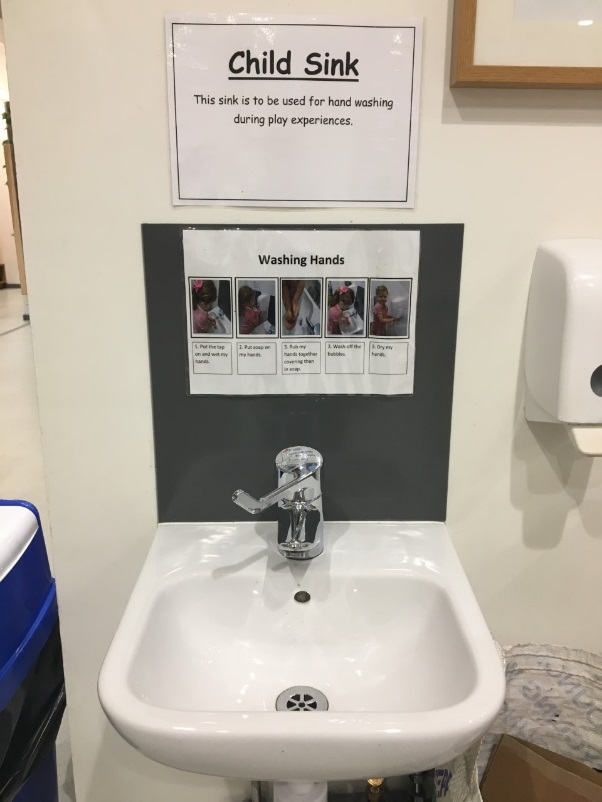 Child Sink
This sink is to be used for hand washing
during play experiences.
Washing Hands
1. Put the tap
on and wet my
hands.
2. Put soap on
my hands.
3. Rub my
hands together
covering them
in soap.
3. Wash off the
bubbles.
3. Dry my
hands.